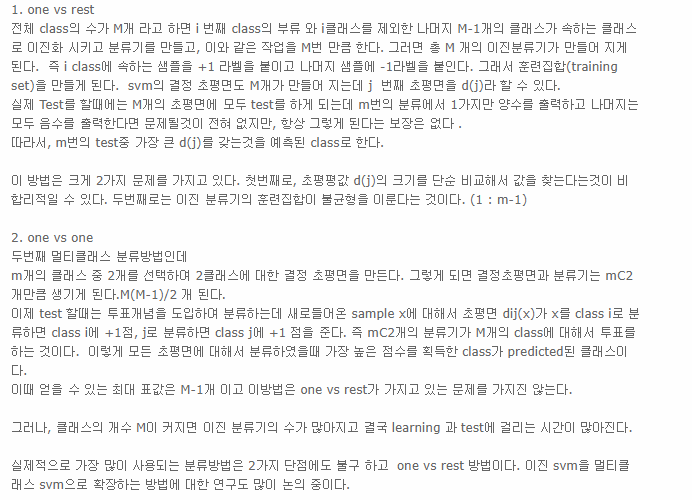 1. one vs rest
전체 class의 수가 M개 라고 하면 i 번째 class의 부류 와 i클래스를 제외한 나머지 M-1개의 클래스가 속하는 클래스
로 이진화 시키고 분류기를 만들고, 이와 같은 작업을 M번 만큼 한다. 그러면 총 M 개의 이진분류기가 만들어 지게
된다.  즉 i class에 속하는 샘플을 +1 라벨을 붙이고 나머지 샘플에 -1라벨을 붙인다. 그래서 훈련집합(training
set)을 만들게 된다.  svm의 결정 초평면도 M개가 만들어 지는데 j  번째 초평면을 d(j)라 할 수 있다.
실제 Test를 할때에는 M개의 초평면에 모두 test를 하게 되는데 m번의 분류에서 1가지만 양수를 출력하고 나머지는
모두 음수를 출력한다면 문제될것이 전혀 없지만, 항상 그렇게 된다는 보장은 없다 .
따라서, m번의 test중 가장 큰 d(j)를 갖는것을 예측된 class로 한다.
이 방법은 크게 2가지 문제를 가지고 있다. 첫번째로, 초평평값 d(j)의 크기를 단순 비교해서 값을 찾는다는것이 비
합리적일 수 있다. 두번째로는 이진 분류기의 훈련집합이 불균형을 이룬다는 것이다. (1 : m-1)
2. one vs one
두번째 멀티클래스 분류방법인데
m개의 클래스 중 2개를 선택하여 2클래스에 대한 결정 초평면을 만든다. 그렇게 되면 결정초평면과 분류기는 mC2
개만큼 생기게 된다.M(M-1)/2 개 된다.
이제 test 할때는 투표개념을 도입하여 분류하는데 새로들어온 sample x에 대해서 초평면 dij(x)가 x를 class i로 분
류하면 class i에 +1점, j로 분류하면 class j에 +1 점을 준다. 즉 mC2개의 분류기가 M개의 class에 대해서 투표를
하는 것이다.  이렇게 모든 초평면에 대해서 분류하였을때 가장 높은 점수를 획득한 class가 predicted된 클래스이
다.
이때 얻을 수 있는 최대 표값은 M-1개 이고 이방법은 one vs rest가 가지고 있는 문제를 가지진 않는다.
그러나, 클래스의 개수 M이 커지면 이진 분류기의 수가 많아지고 결국 learning 과 test에 걸리는 시간이 많아진다.
실제적으로 가장 많이 사용되는 분류방법은 2가지 단점에도 불구 하고  one vs rest 방법이다. 이진 svm을 멀티클
래스 svm으로 확장하는 방법에 대한 연구도 많이 논의 중이다.